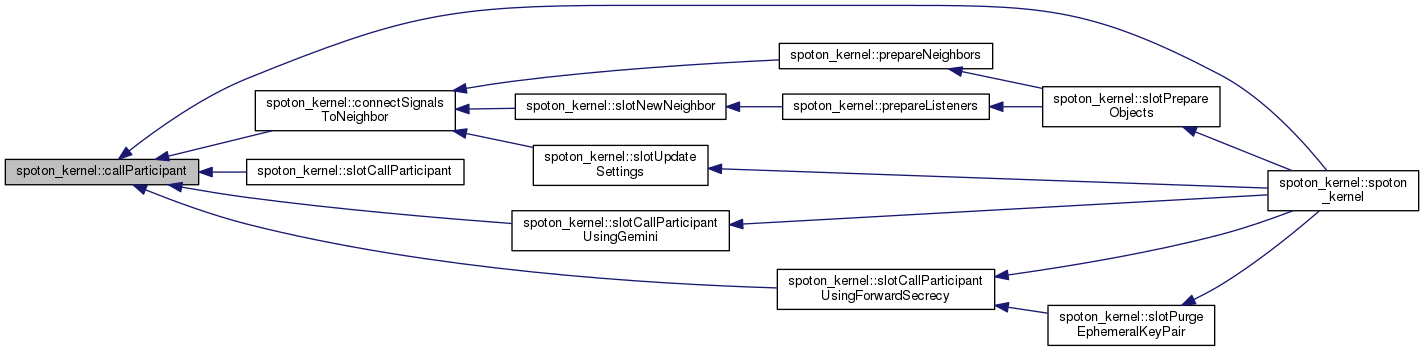 spoton_kernel::prepareNeighbors
spoton_kernel::connectSignals
ToNeighbor
spoton_kernel::slotNewNeighbor
spoton_kernel::prepareListeners
spoton_kernel::slotPrepare
Objects
spoton_kernel::slotUpdate
Settings
spoton_kernel::callParticipant
spoton_kernel::slotCallParticipant
spoton_kernel::spoton
_kernel
spoton_kernel::slotCallParticipant
UsingGemini
spoton_kernel::slotCallParticipant
UsingForwardSecrecy
spoton_kernel::slotPurge
EphemeralKeyPair